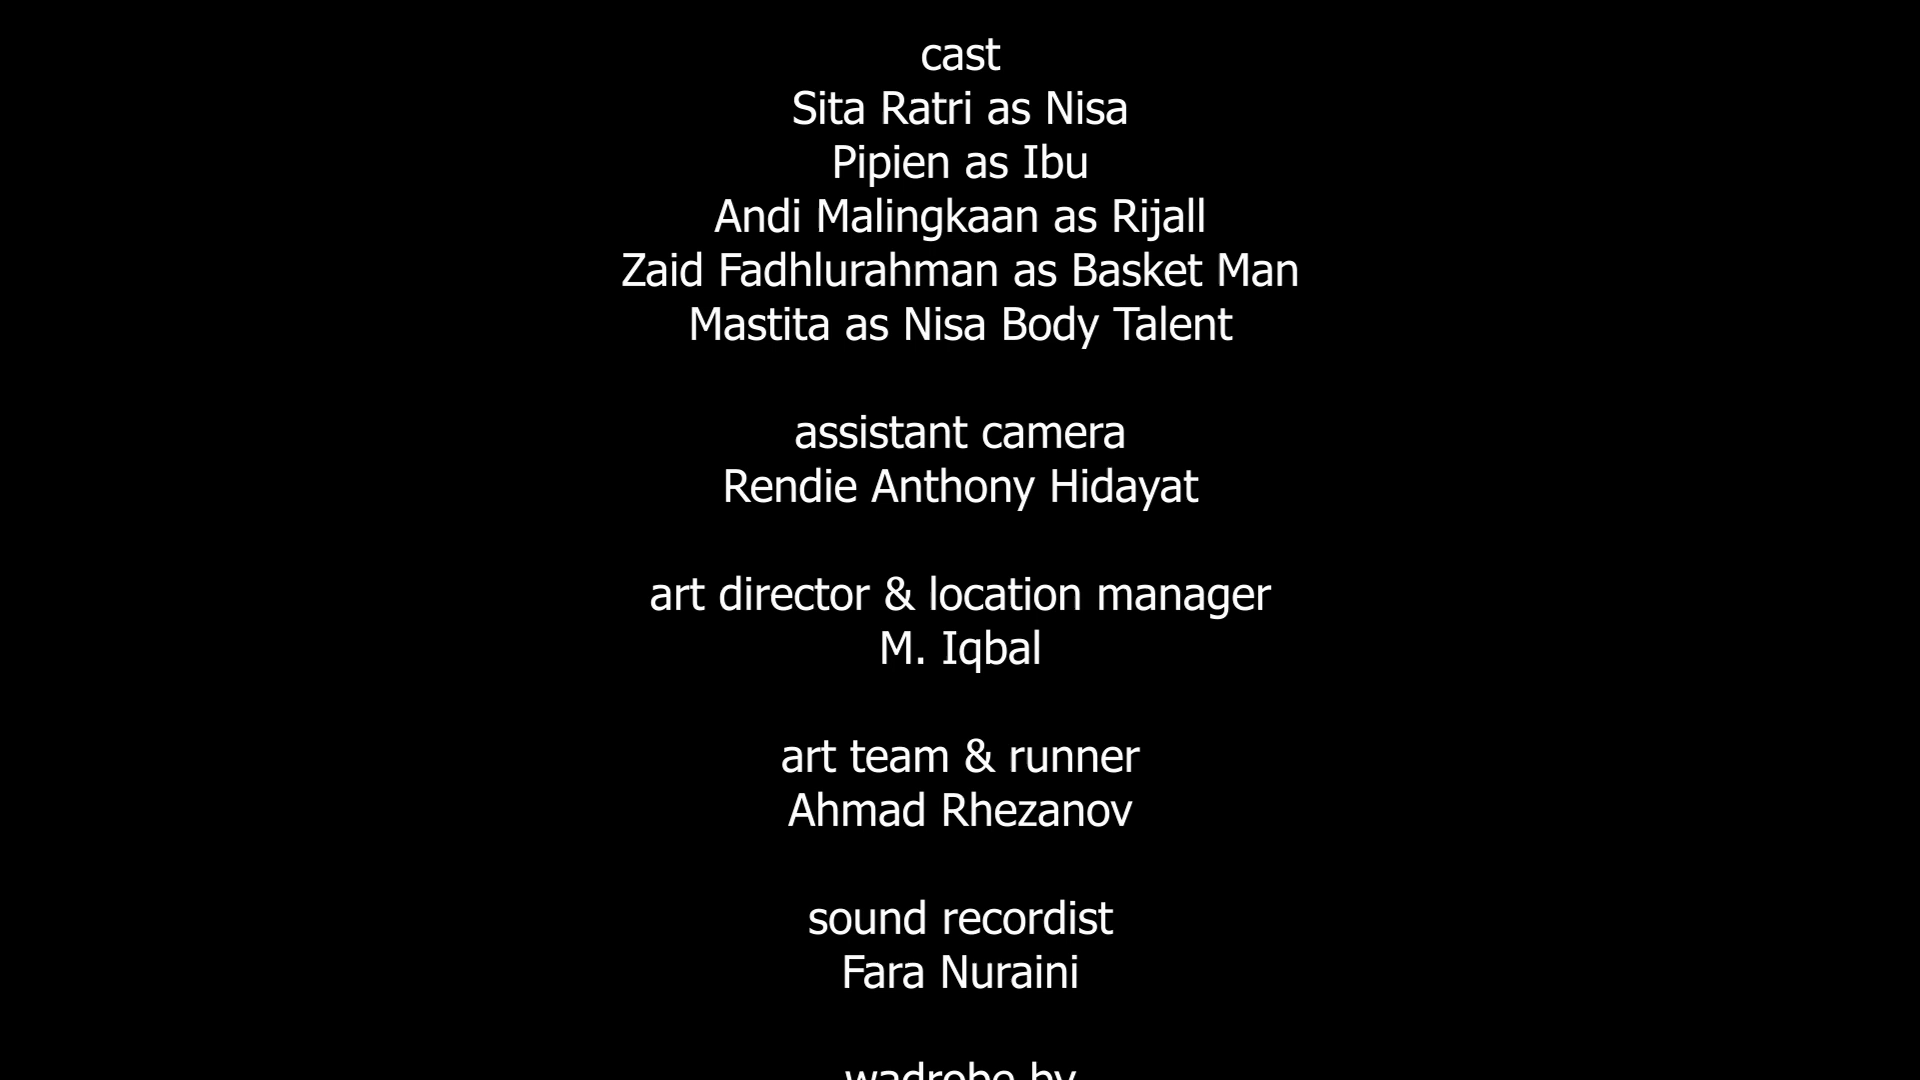 cast
Sita Ratri as Nisa
Pipien as Ibu
Andi Malingkaan as Rijall
Zaid Fadhlurahman as Basket Man
Mastita as Nisa Body Talent
assistant camera
Rendie Anthony Hidayat
art director & location manager
M. Iqbal
art team & runner
Ahmad Rhezanov
sound recordist
Fara Nuraini
wadrobe by